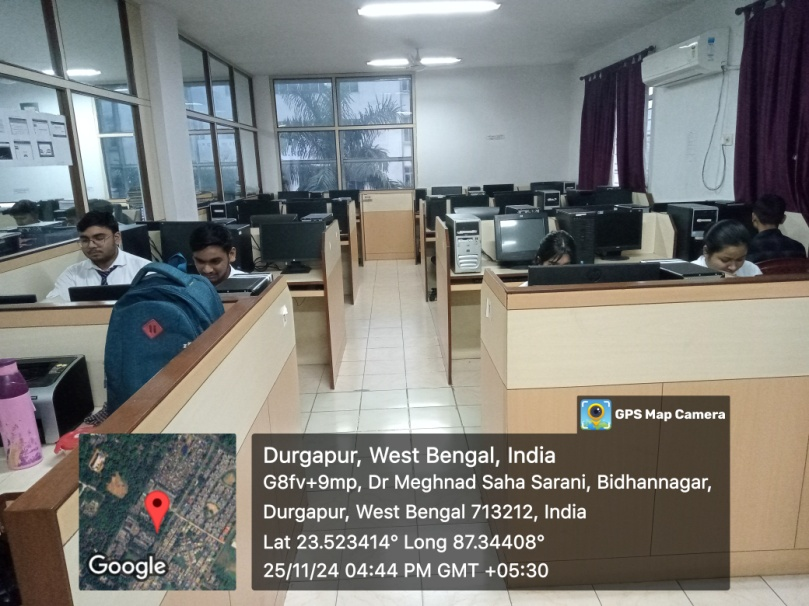 GPS Map Camera
Durgapur, West Bengal, India
G8fv+9mp, Dr Meghnad Saha Sarani, Bidhannagar,
Durgapur, West Bengal 713212, India
Lat 23.523414° Long 87.34408°
25/11/24 04:44 PM GMT +05:30
Google